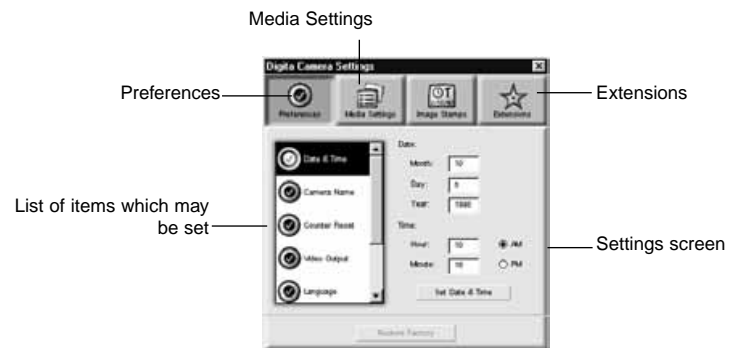 Media Settings
Digita Camera Settings
Preferences
Extensions
Preferences
Media Settings
Image Stamps
Extensions
Date & Time
Camera Name
Counter Reset
Video Output
Language
List of items which may
be set
Date:
Month: 10
Day:
Year:
Time:
Hour: 10
AM
Minute: 10
PM
Set Date & Time
Settings screen
Restore Factory